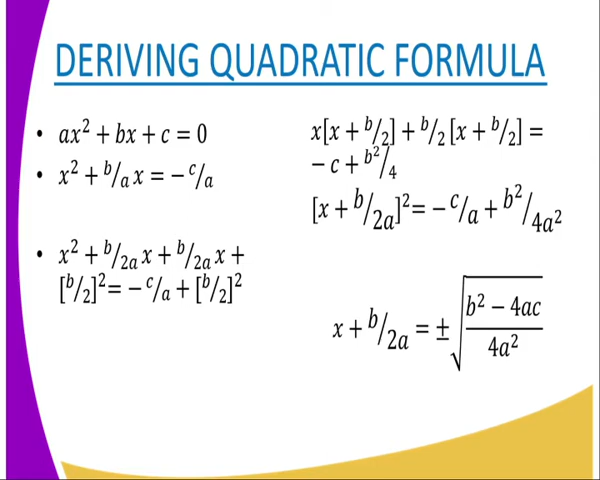 DERIVING QUADRATIC FORMULA
• ax² + bx + c = 0
• x² + b/a x = − c/a
• x² + b/2a x + b/2a x +
[b/2]² = − c/a + [b/2]²
x[x + b/2] + b/2 [x + b/2] =
− c + b²/4
[x + b/2a]² = − c/a + b²/4a²
x + b/2a = ± √((b² − 4ac)/(4a²))